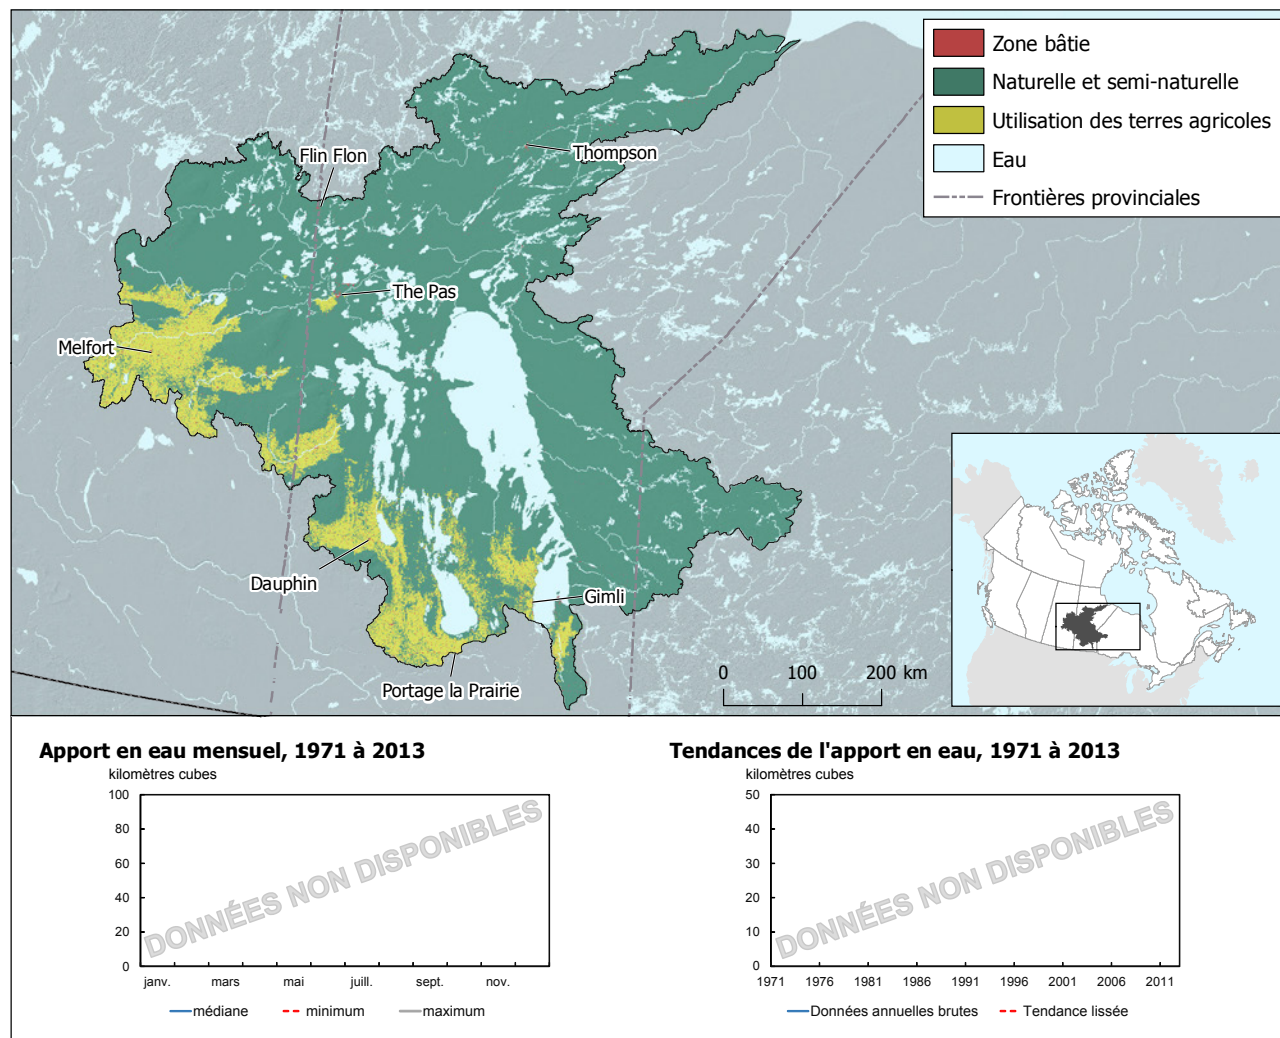 Zone bâtie
Naturelle et semi-naturelle
Utilisation des terres agricoles
Eau
Frontières provinciales
Thompson
Flin Flon
The Pas
Melfort
Dauphin
Gimli
Portage la Prairie
0 100 200 km
Apport en eau mensuel, 1971 à 2013
kilomètres cubes
100
80
60
40
20
0
DONNÉES NON DISPONIBLES
janv. mars mai juill. sept. nov.
médiane minimum maximum
Tendances de l'apport en eau, 1971 à 2013
kilomètres cubes
50
40
30
20
10
0
DONNÉES NON DISPONIBLES
1971 1976 1981 1986 1991 1996 2001 2006 2011
Données annuelles brutes Tendance lissée